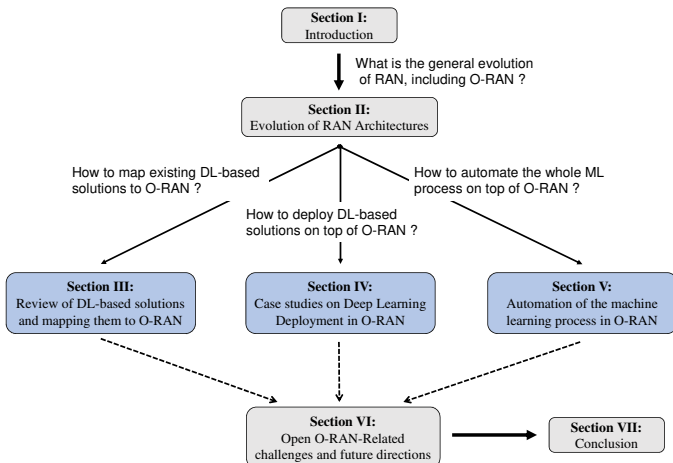 Section I:
Introduction
What is the general evolution
of RAN, including O-RAN ?
Section II:
Evolution of RAN Architectures
How to map existing DL-based
solutions to O-RAN ?
How to deploy DL-based
solutions on top of O-RAN ?
How to automate the whole ML
process on top of O-RAN ?
Section III:
Review of DL-based solutions
and mapping them to O-RAN
Section IV:
Case studies on Deep Learning
Deployment in O-RAN
Section V:
Automation of the machine
learning process in O-RAN
Section VI:
Open O-RAN-Related
challenges and future directions
Section VII:
Conclusion